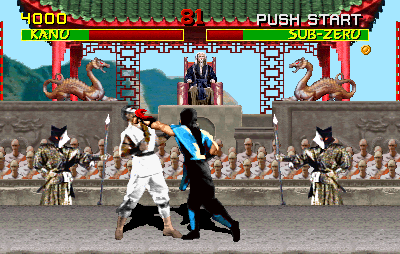 4000 81 PUSH START
KANO SUB-ZERO